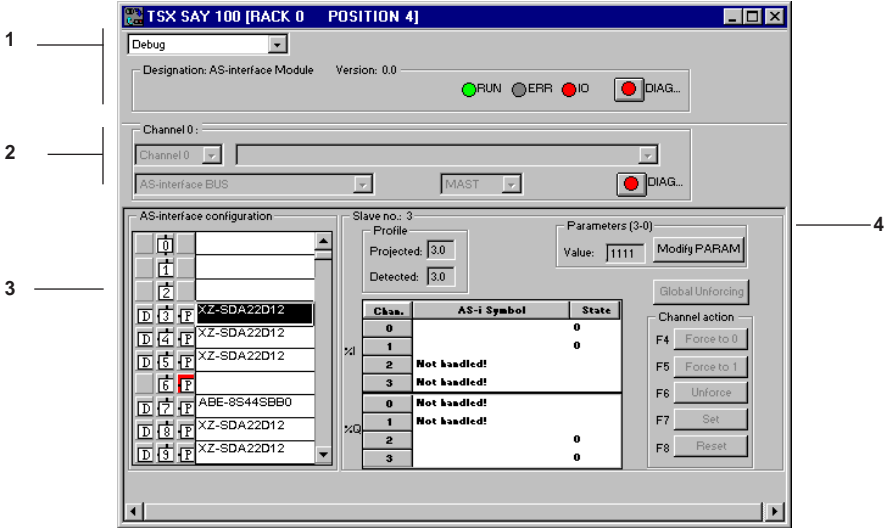 TSX SAY 100 [RACK 0 POSITION 4]
1
Debug
Designation: AS-interface Module Version: 0.0
RUN ERR IO DIAG...
2
Channel 0 :
Channel 0
AS-interface BUS MAST DIAG...
3
AS-interface configuration
0
1
2
D 3 P XZ-SDA22D12
D 4 P XZ-SDA22D12
D 5 P XZ-SDA22D12
6 P
D 7 P ABE-8S44SBB0
D 8 P XZ-SDA22D12
D 9 P XZ-SDA22D12
4
Slave no.: 3
Profile
Projected: 3.0
Detected: 3.0
Parameters (3-0)
Value: 1111 Modify PARAM
Global Unforcing
Chan. AS-i Symbol State
%I
0 0
1 0
2 Not handled!
3 Not handled!
%Q
0 Not handled!
1 Not handled!
2 0
3 0
Channel action
F4 Force to 0
F5 Force to 1
F6 Unforce
F7 Set
F8 Reset